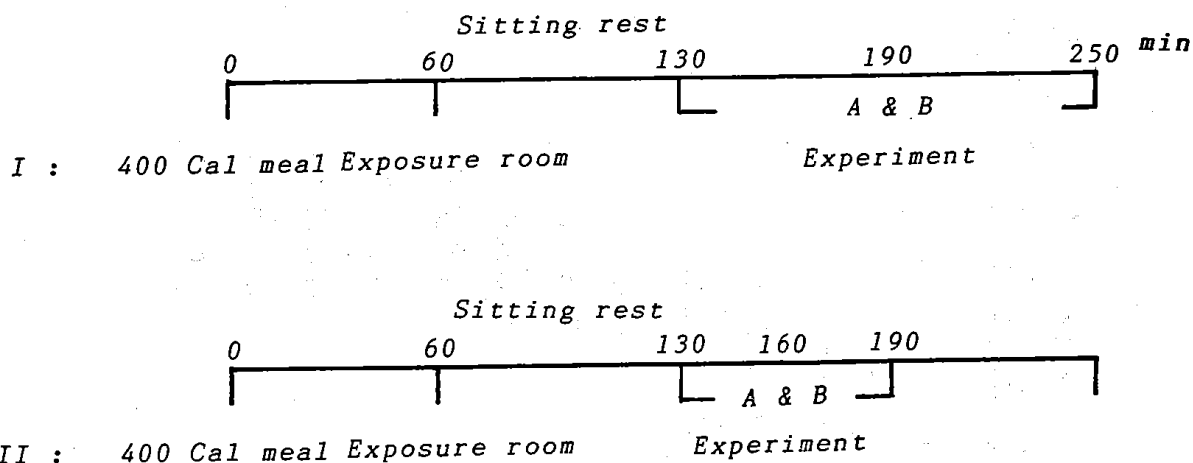 Sitting rest
0 60 130 190 250 min
A & B
I : 400 Cal meal Exposure room Experiment
Sitting rest
0 60 130 160 190
A & B
II : 400 Cal meal Exposure room Experiment